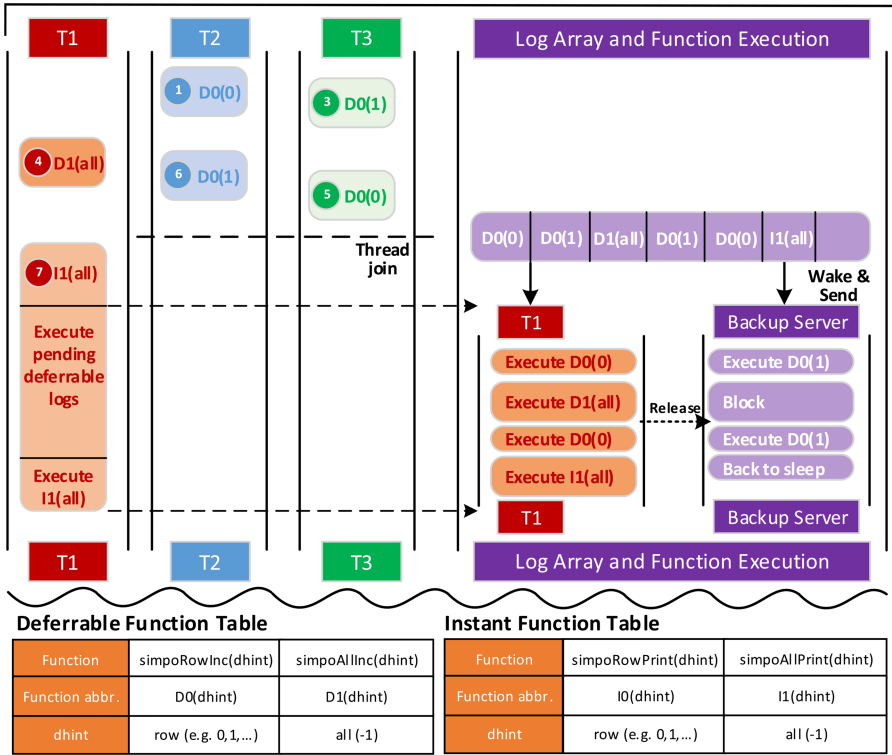 T1 T2 T3 Log Array and Function Execution
1 D0(0)
3 D0(1)
4 D1(all)
6 D0(1)
5 D0(0)
Thread
join
7 I1(all)
Execute
pending
deferrable
logs
Execute
I1(all)
D0(0) D0(1) D1(all) D0(1) D0(0) I1(all)
Wake &
Send
T1 Backup Server
Execute D0(0) Execute D0(1)
Execute D1(all) Release Block
Execute D0(0) Execute D0(1)
Execute I1(all) Back to sleep
T1 Backup Server
T1 T2 T3 Log Array and Function Execution
Deferrable Function Table
Function simpoRowInc(dhint) simpoAllInc(dhint)
Function abbr. D0(dhint) D1(dhint)
dhint row (e.g. 0,1,...) all (-1)
Instant Function Table
Function simpoRowPrint(dhint) simpoAllPrint(dhint)
Function abbr. I0(dhint) I1(dhint)
dhint row (e.g. 0,1,...) all (-1)